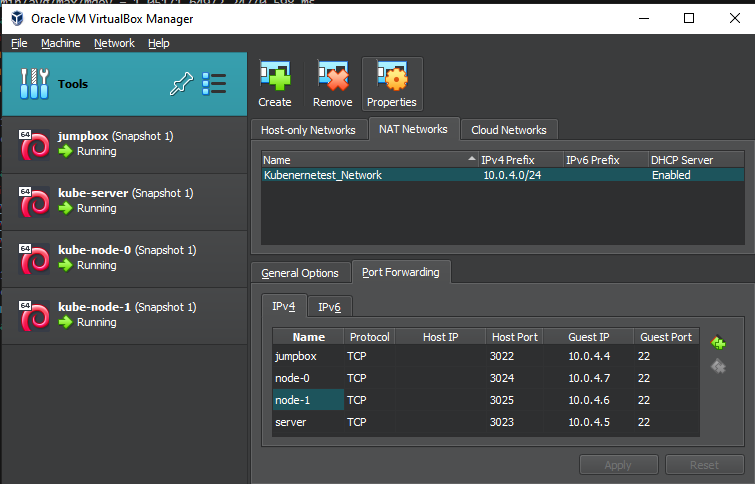 Oracle VM VirtualBox Manager
File Machine Network Help
Tools
Create Remove Properties
64 jumpbox (Snapshot 1)
Running
64 kube-server (Snapshot 1)
Running
64 kube-node-0 (Snapshot 1)
Running
64 kube-node-1 (Snapshot 1)
Running
Host-only Networks NAT Networks Cloud Networks
Name IPv4 Prefix IPv6 Prefix DHCP Server
Kubenernetest_Network 10.0.4.0/24 Enabled
General Options Port Forwarding
IPv4 IPv6
Name Protocol Host IP Host Port Guest IP Guest Port
jumpbox TCP 3022 10.0.4.4 22
node-0 TCP 3024 10.0.4.7 22
node-1 TCP 3025 10.0.4.6 22
server TCP 3023 10.0.4.5 22
Apply Reset